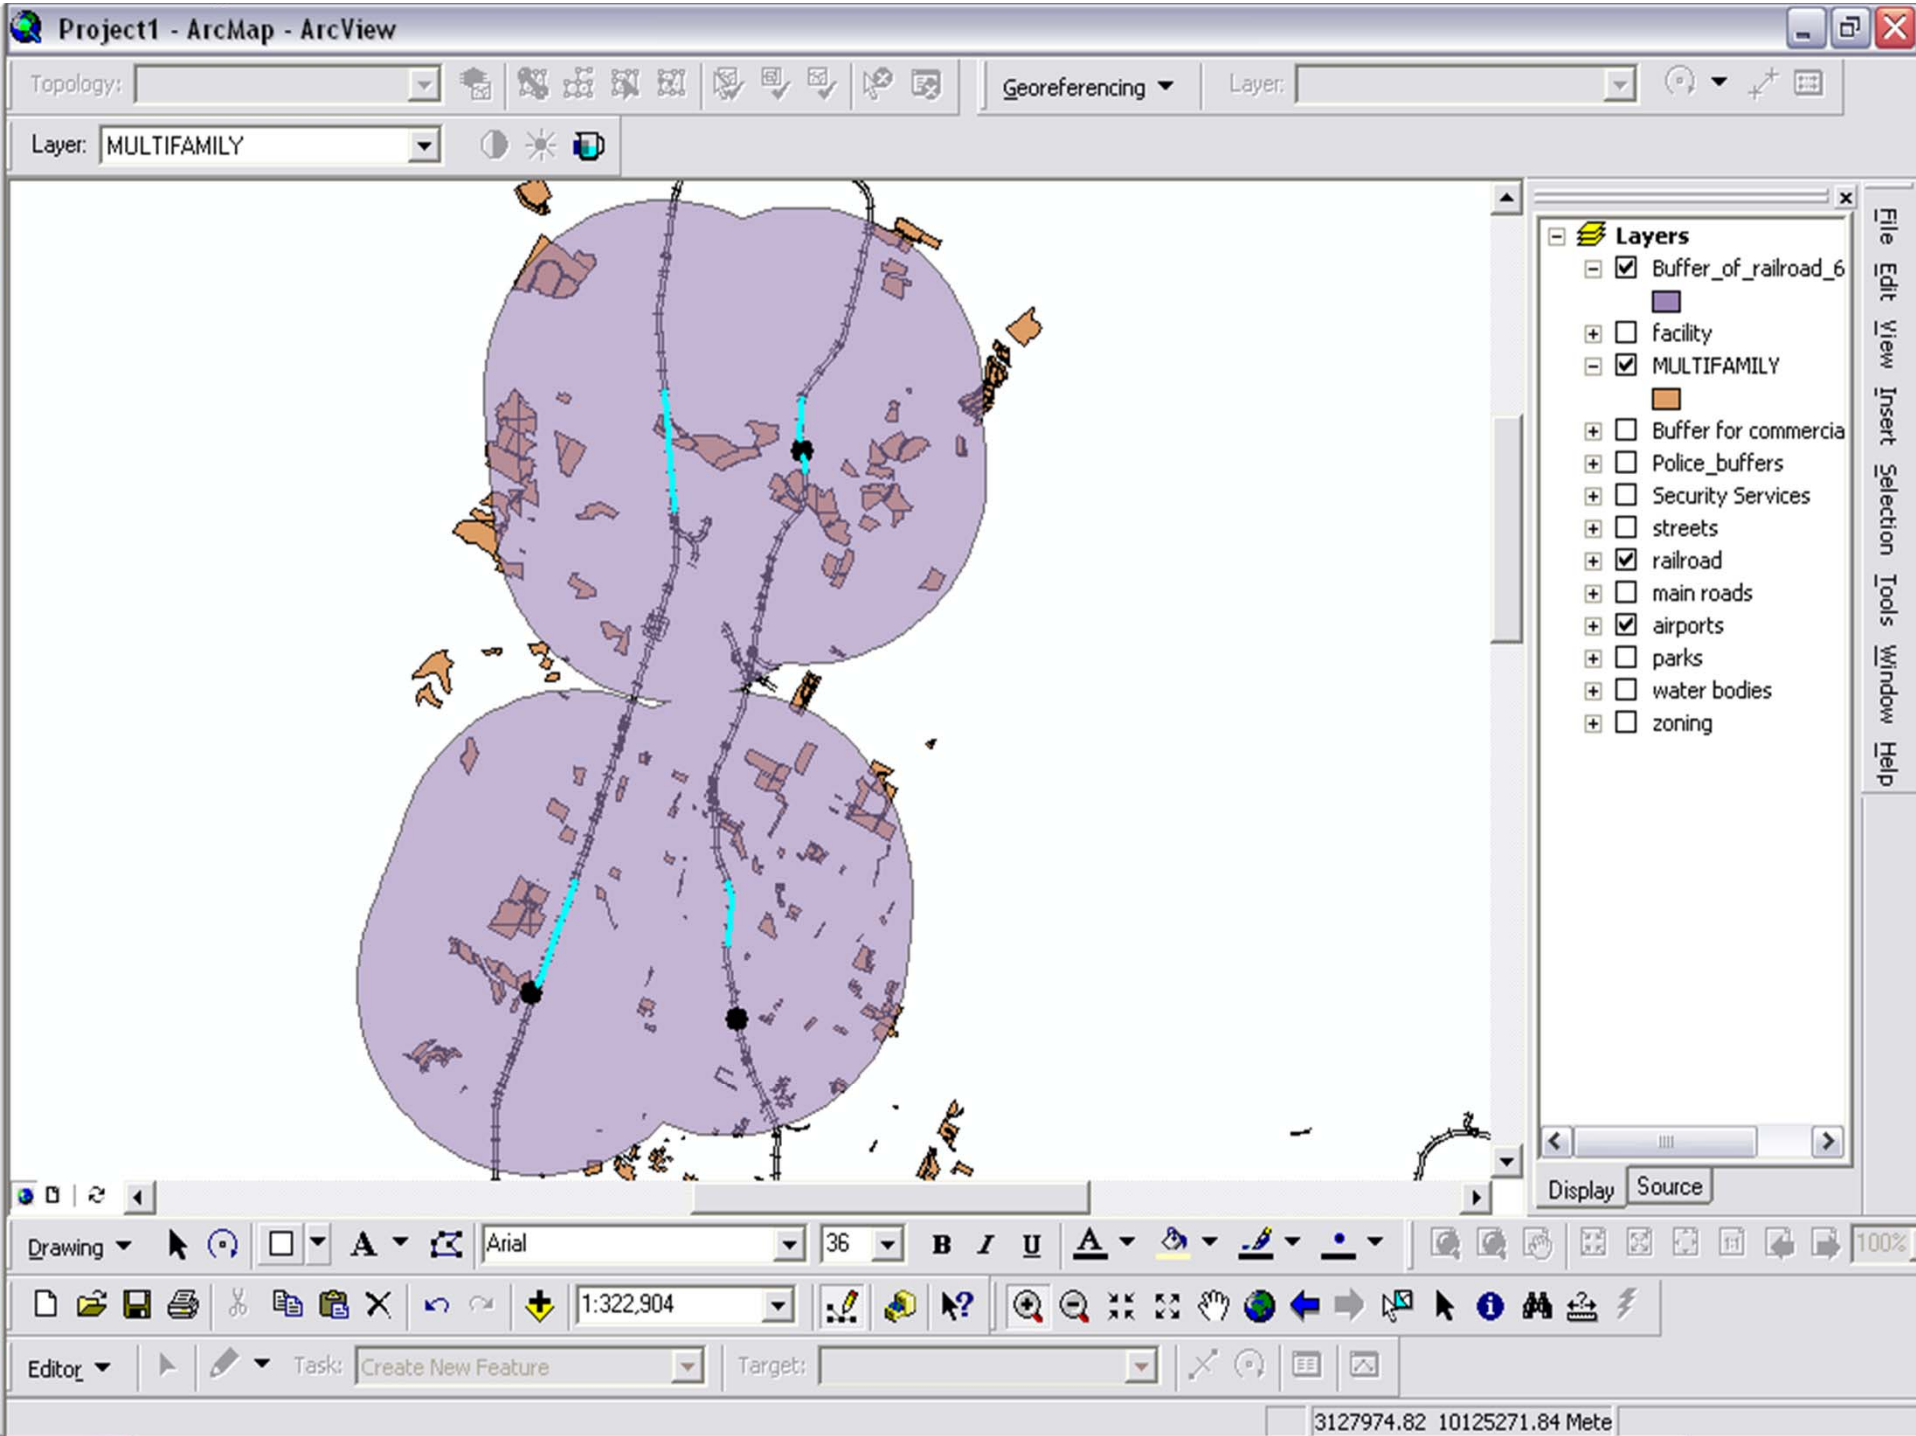 Project1 - ArcMap - ArcView
Topology:
Georeferencing
Layer:
Layer: MULTIFAMILY
Layers
Buffer_of_railroad_6
facility
MULTIFAMILY
Buffer for commercia
Police_buffers
Security Services
streets
railroad
main roads
airports
parks
water bodies
zoning
File Edit View Insert Selection Tools Window Help
Display Source
Drawing A Arial 36 B I U A 1:1 100%
1:322,904
Editor Task: Create New Feature Target:
3127974.82 10125271.84 Mete